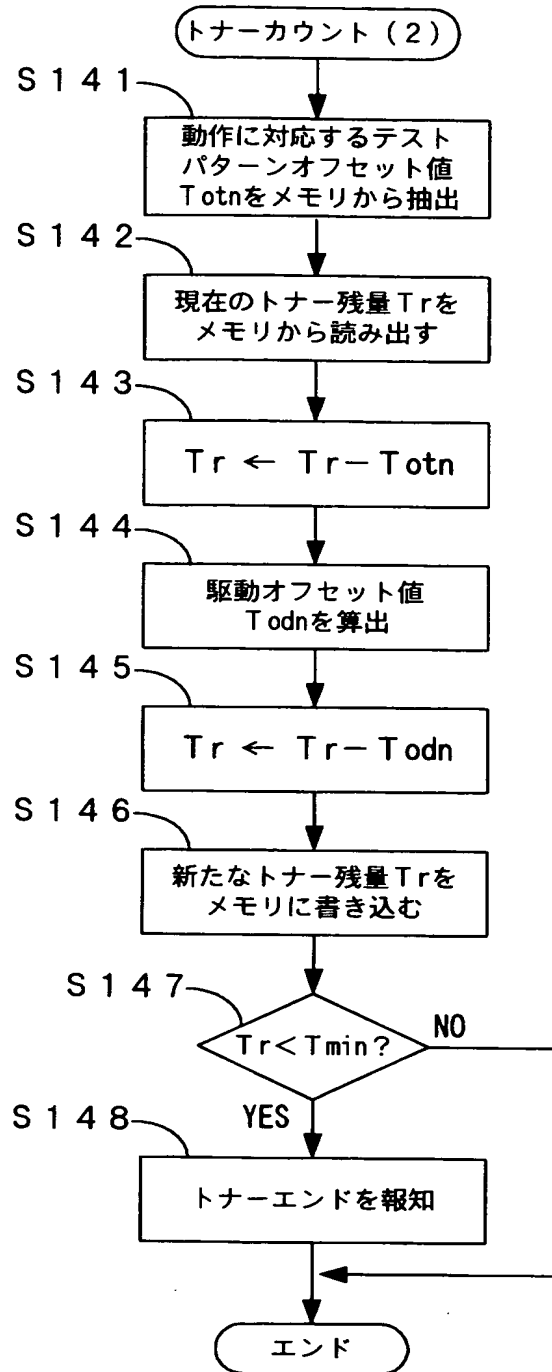 トナーカウント(2)
S141
動作に対応するテスト
パターンオフセット値
Totnをメモリから抽出
S142
現在のトナー残量Trを
メモリから読み出す
S143
Tr ← Tr－Totn
S144
駆動オフセット値
Todnを算出
S145
Tr ← Tr－Todn
S146
新たなトナー残量Trを
メモリに書き込む
S147
Tr＜Tmin?
NO
YES
S148
トナーエンドを報知
エンド